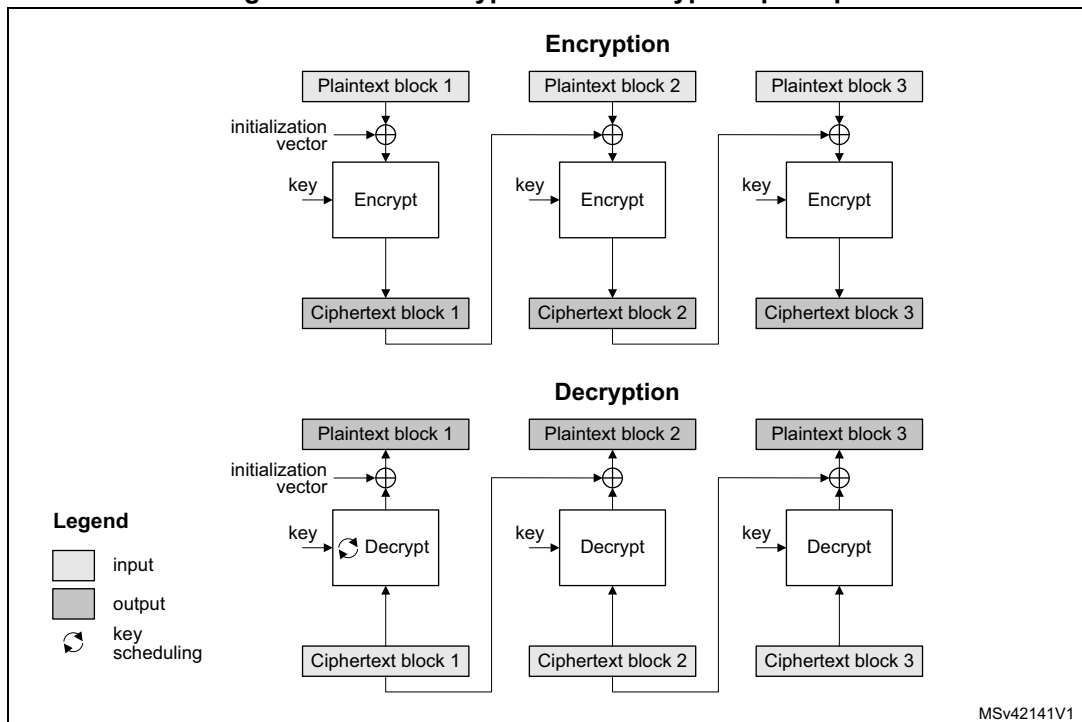 Encryption
Plaintext block 1
Plaintext block 2
Plaintext block 3
initialization
vector
key
Encrypt
key
Encrypt
key
Encrypt
Ciphertext block 1
Ciphertext block 2
Ciphertext block 3
Decryption
Plaintext block 1
Plaintext block 2
Plaintext block 3
initialization
vector
key
Decrypt
key
Decrypt
key
Decrypt
Legend
input
output
key
scheduling
Ciphertext block 1
Ciphertext block 2
Ciphertext block 3
MSv42141V1